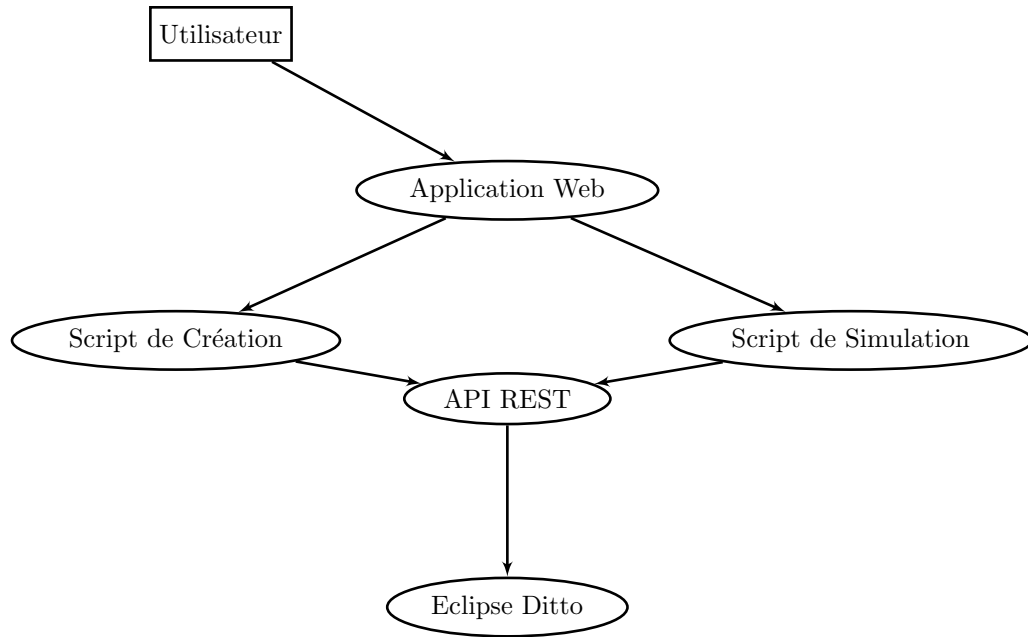 Utilisateur
Application Web
Script de Création
Script de Simulation
API REST
Eclipse Ditto